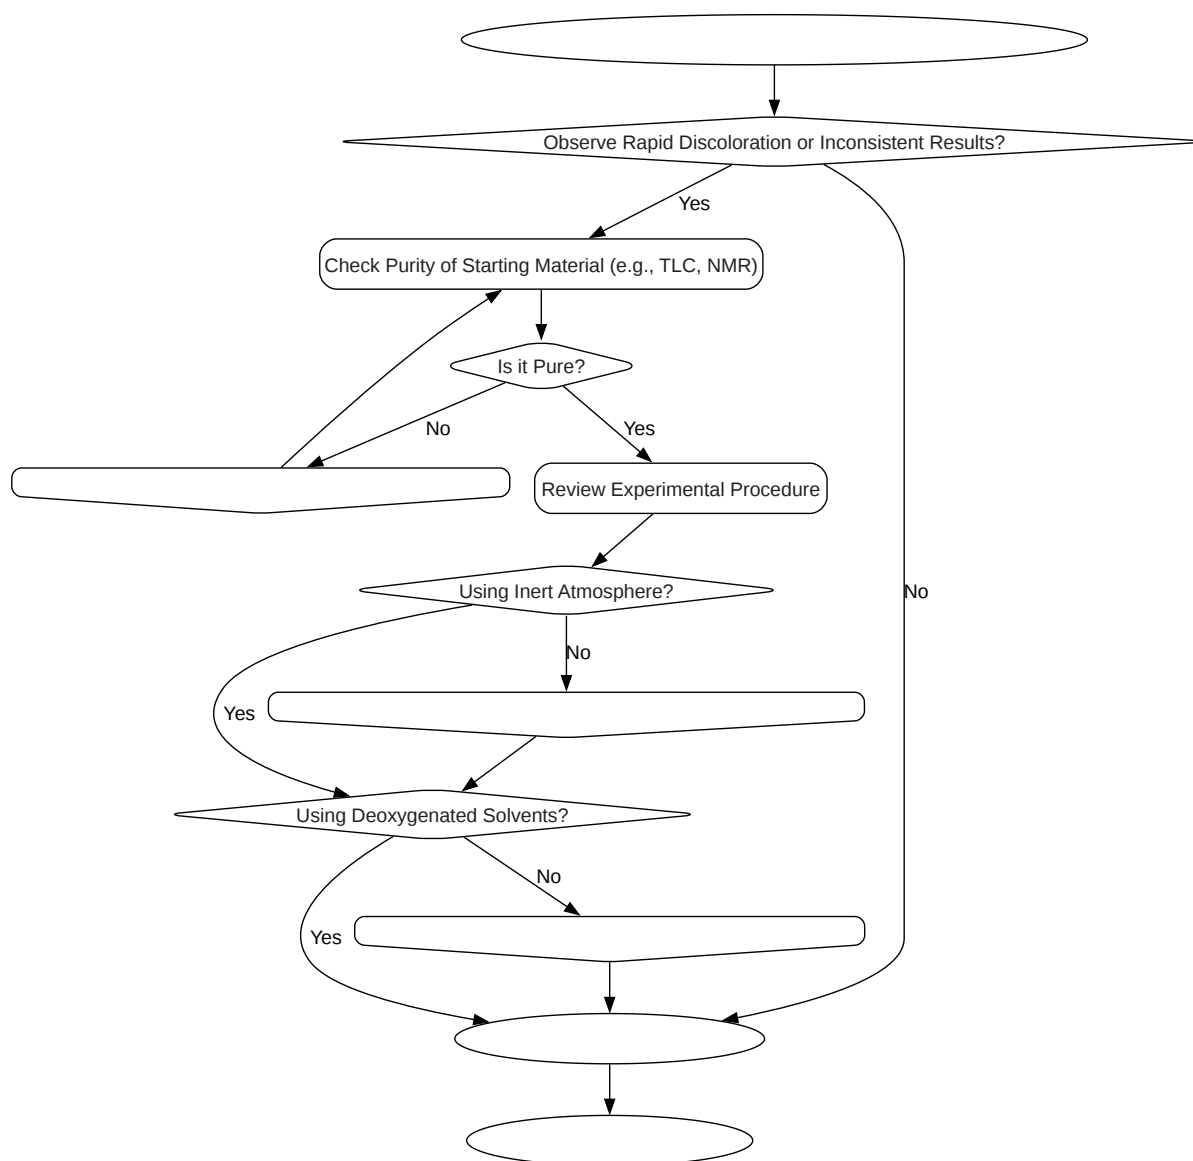 Observe Rapid Discoloration or Inconsistent Results?
Yes
Check Purity of Starting Material (e.g., TLC, NMR)
Is it Pure?
No
Yes
Review Experimental Procedure
Using Inert Atmosphere?
No
No
Yes
Using Deoxygenated Solvents?
No
Yes